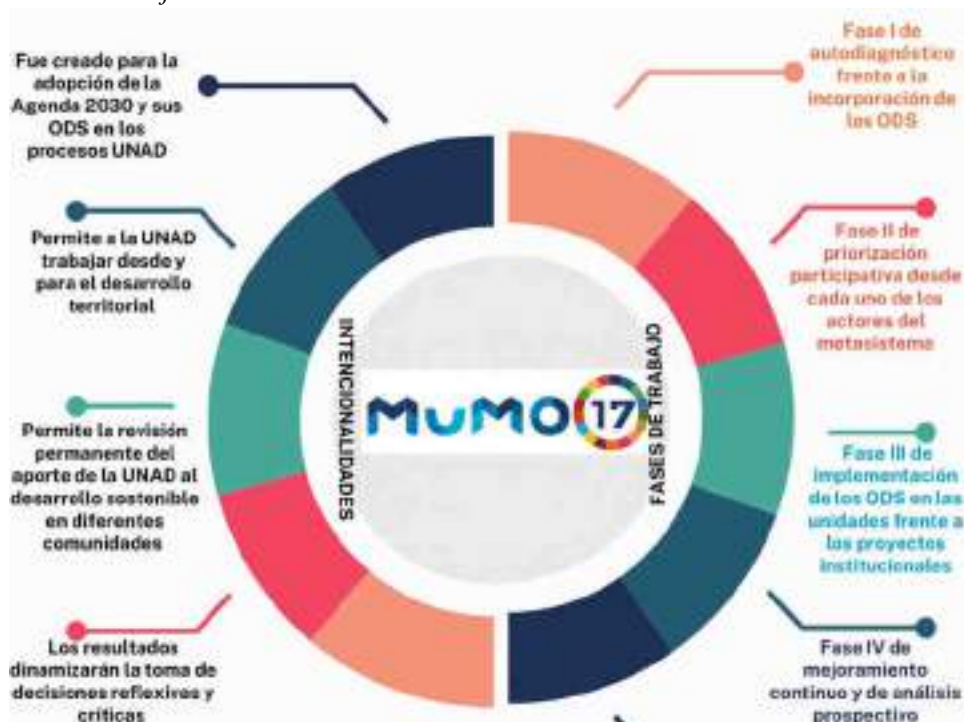 Fue creado para la
adopción de la
Agenda 2030 y sus
ODS en los
procesos UNAD
Permite a la UNAD
trabajar desde y
para el desarrollo
territorial
Permite la revisión
permanente del
aporte de la UNAD al
desarrollo sostenible
en diferentes
comunidades
Los resultados
dinamizarán la toma de
decisiones reflexivas y
críticas
INTENCIONALIDADES
MuMO 17
FASES DE TRABAJO
Fase I de
autodiagnóstico
frente a la
incorporación de
los ODS
Fase II de
priorización
participativa desde
cada uno de los
actores del
metasistema
Fase III de
implementación
de los ODS en las
unidades frente a
los proyectos
institucionales
Fase IV de
mejoramiento
continuo y de análisis
prospectivo